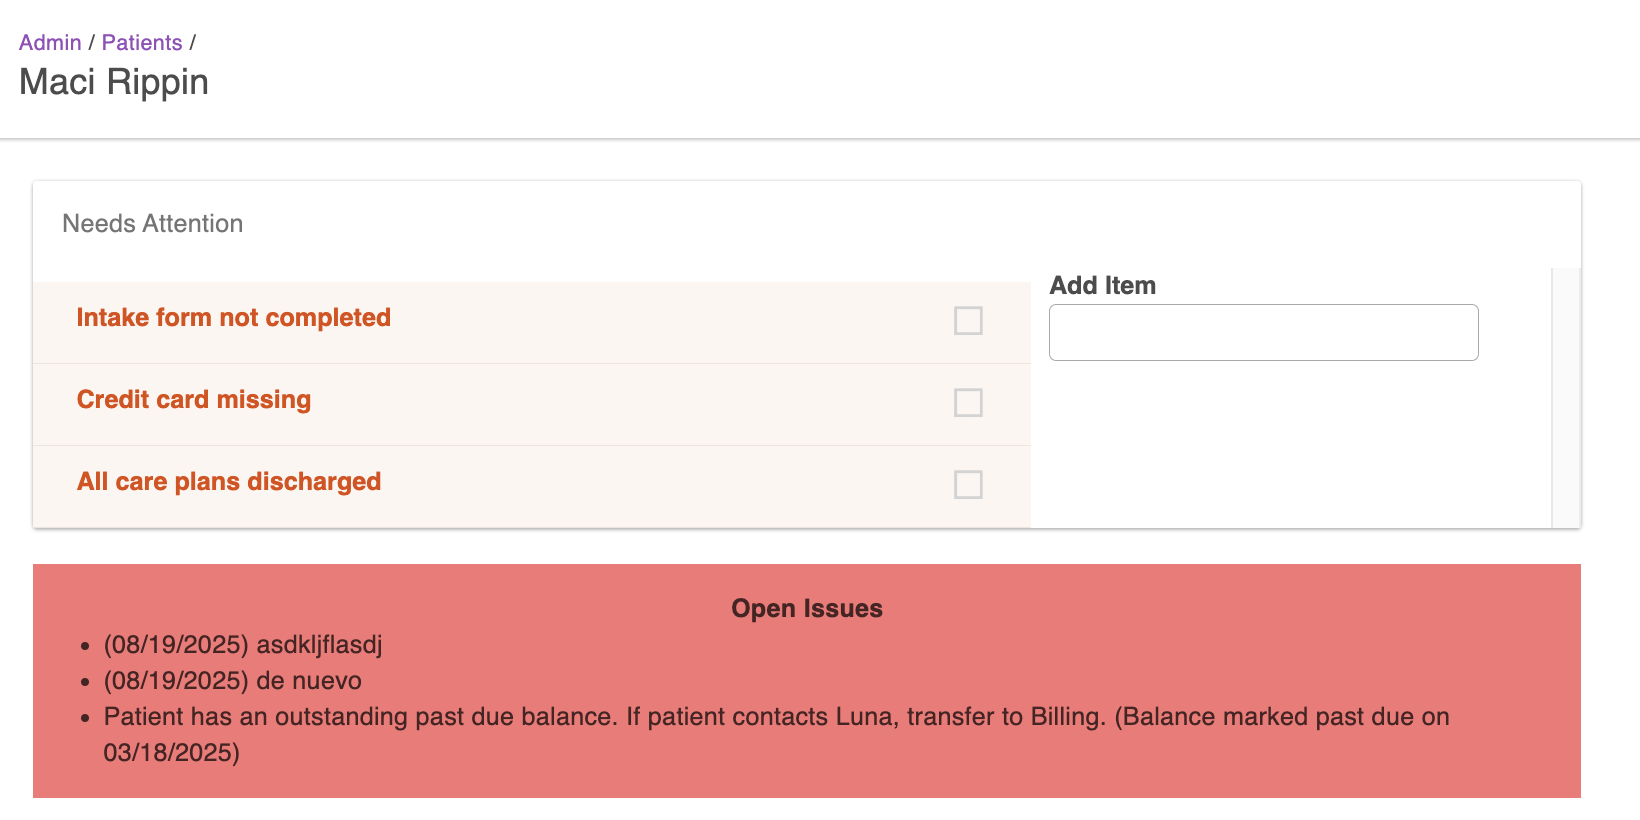 Admin / Patients /
Maci Rippin
Needs Attention
Intake form not completed
Add Item
Credit card missing
All care plans discharged
Open Issues
(08/19/2025) asdkljflasdj
(08/19/2025) de nuevo
Patient has an outstanding past due balance. If patient contacts Luna, transfer to Billing. (Balance marked past due on
03/18/2025)